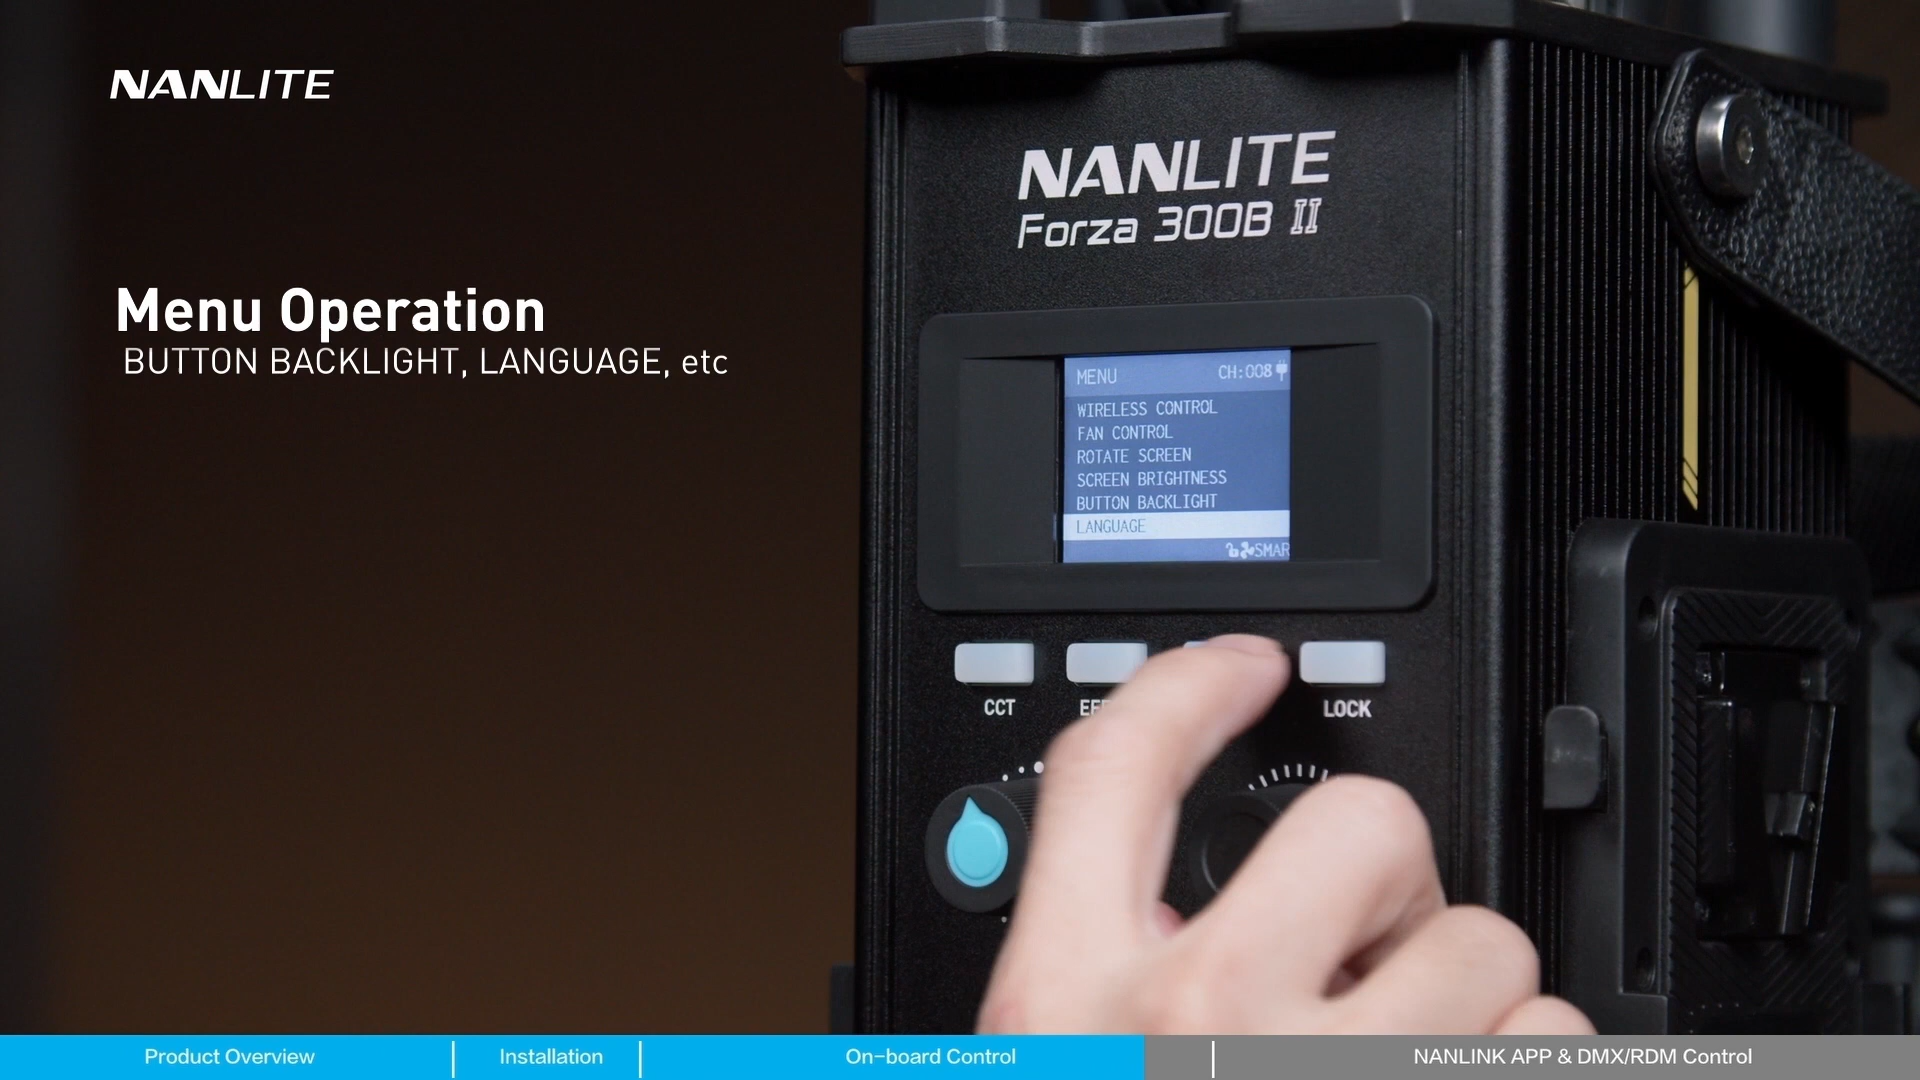 NANLITE
Menu Operation
BUTTON BACKLIGHT, LANGUAGE, etc
NANLITE
Forza 300B II
MENU CH:008
WIRELESS CONTROL
FAN CONTROL
ROTATE SCREEN
SCREEN BRIGHTNESS
BUTTON BACKLIGHT
LANGUAGE
SMAR
CCT
LOCK
Product Overview
Installation
On-board Control
NANLINK APP & DMX/RDM Control